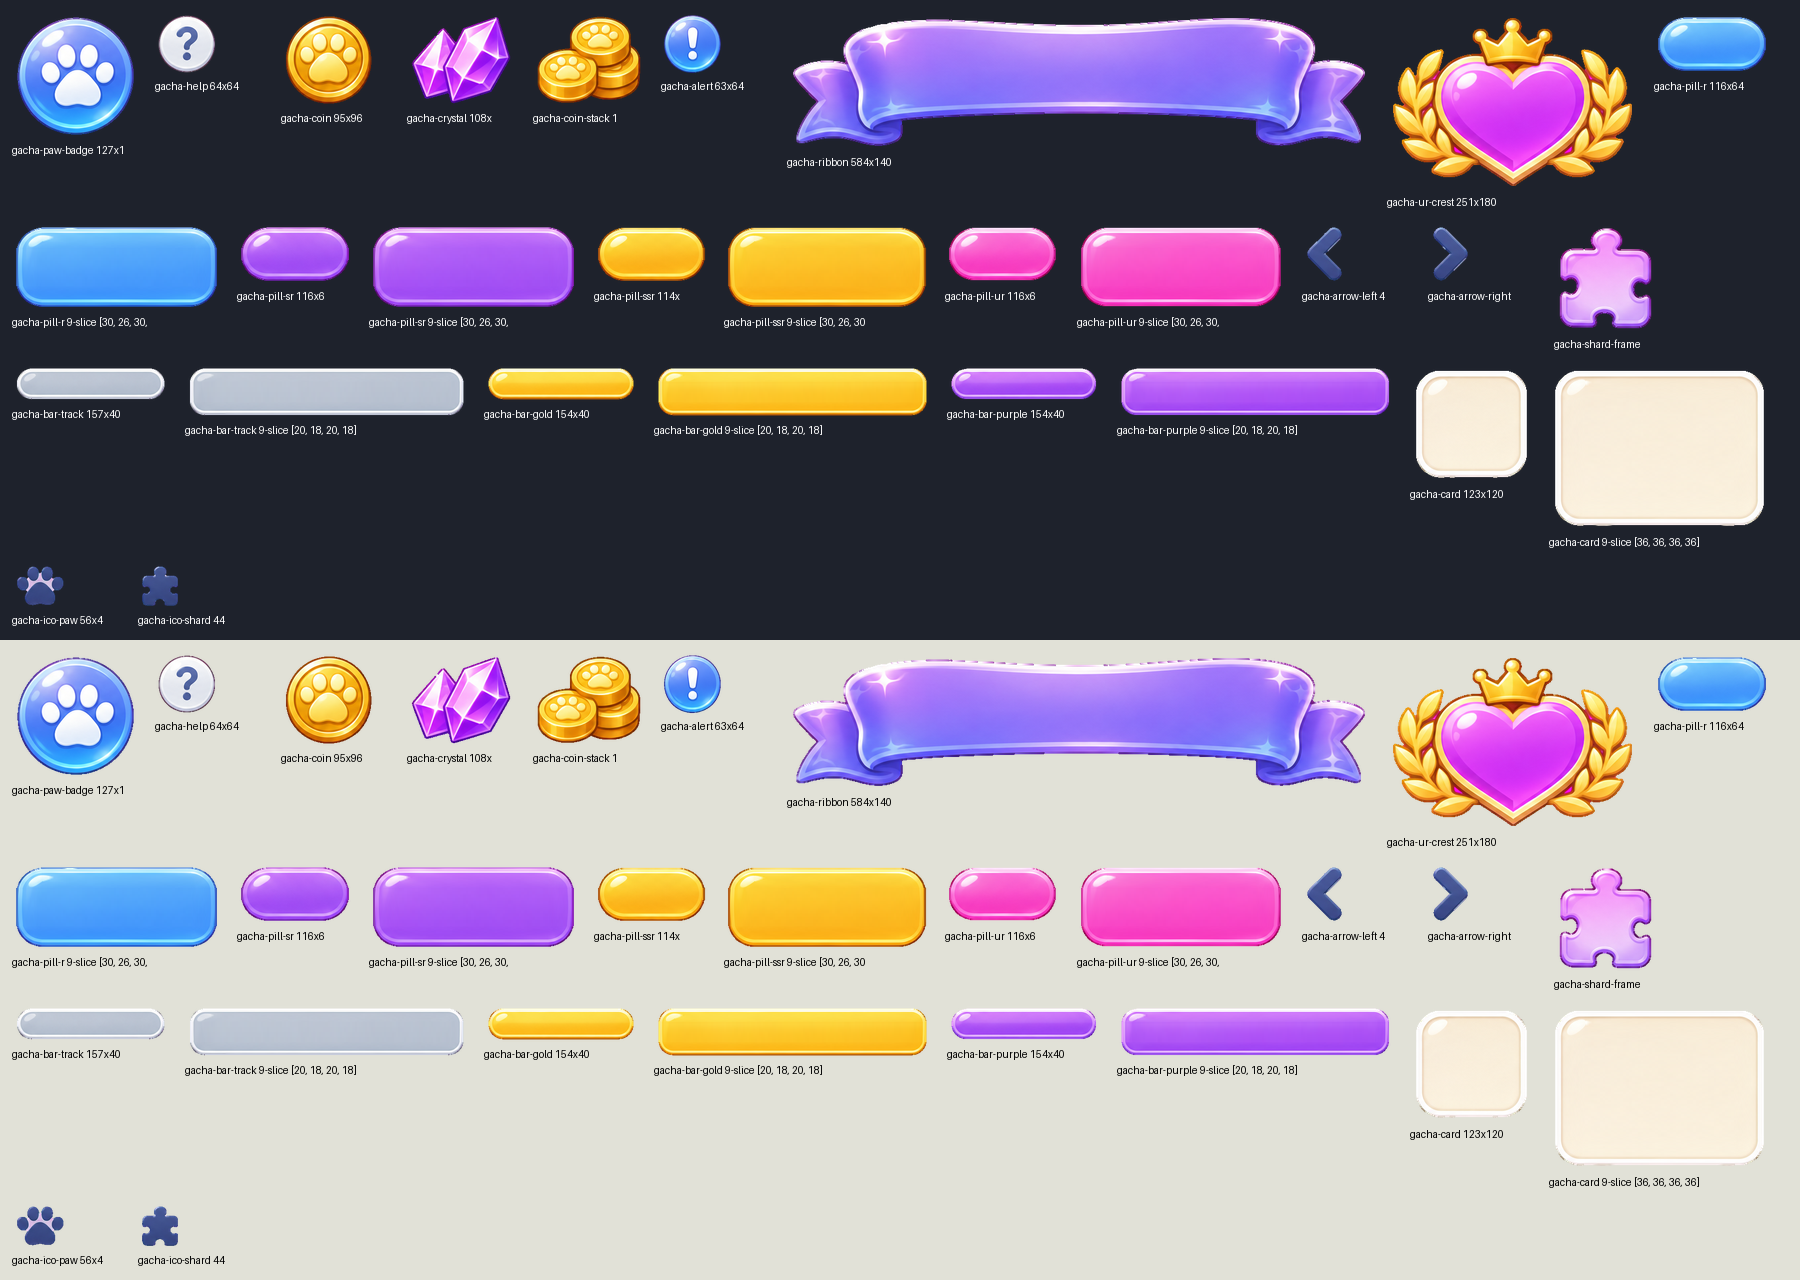 ?
!
gacha-help 64x64
gacha-alert 63x64
gacha-pill-r 116x64
gacha-coin 95x96
gacha-crystal 108x
gacha-coin-stack 1
gacha-paw-badge 127x1
gacha-ribbon 584x140
gacha-ur-crest 251x180
gacha-pill-sr 116x6
gacha-pill-ssr 114x
gacha-pill-ur 116x6
gacha-arrow-left 4
gacha-arrow-right
gacha-pill-r 9-slice [30, 26, 30,
gacha-pill-sr 9-slice [30, 26, 30,
gacha-pill-ssr 9-slice [30, 26, 30
gacha-pill-ur 9-slice [30, 26, 30,
gacha-shard-frame
gacha-bar-track 157x40
gacha-bar-track 9-slice [20, 18, 20, 18]
gacha-bar-gold 154x40
gacha-bar-gold 9-slice [20, 18, 20, 18]
gacha-bar-purple 154x40
gacha-bar-purple 9-slice [20, 18, 20, 18]
gacha-card 123x120
gacha-card 9-slice [36, 36, 36, 36]
gacha-ico-paw 56x4
gacha-ico-shard 44
?
!
gacha-help 64x64
gacha-alert 63x64
gacha-pill-r 116x64
gacha-coin 95x96
gacha-crystal 108x
gacha-coin-stack 1
gacha-paw-badge 127x1
gacha-ribbon 584x140
gacha-ur-crest 251x180
gacha-pill-sr 116x6
gacha-pill-ssr 114x
gacha-pill-ur 116x6
gacha-arrow-left 4
gacha-arrow-right
gacha-pill-r 9-slice [30, 26, 30,
gacha-pill-sr 9-slice [30, 26, 30,
gacha-pill-ssr 9-slice [30, 26, 30
gacha-pill-ur 9-slice [30, 26, 30,
gacha-shard-frame
gacha-bar-track 157x40
gacha-bar-track 9-slice [20, 18, 20, 18]
gacha-bar-gold 154x40
gacha-bar-gold 9-slice [20, 18, 20, 18]
gacha-bar-purple 154x40
gacha-bar-purple 9-slice [20, 18, 20, 18]
gacha-card 123x120
gacha-card 9-slice [36, 36, 36, 36]
gacha-ico-paw 56x4
gacha-ico-shard 44